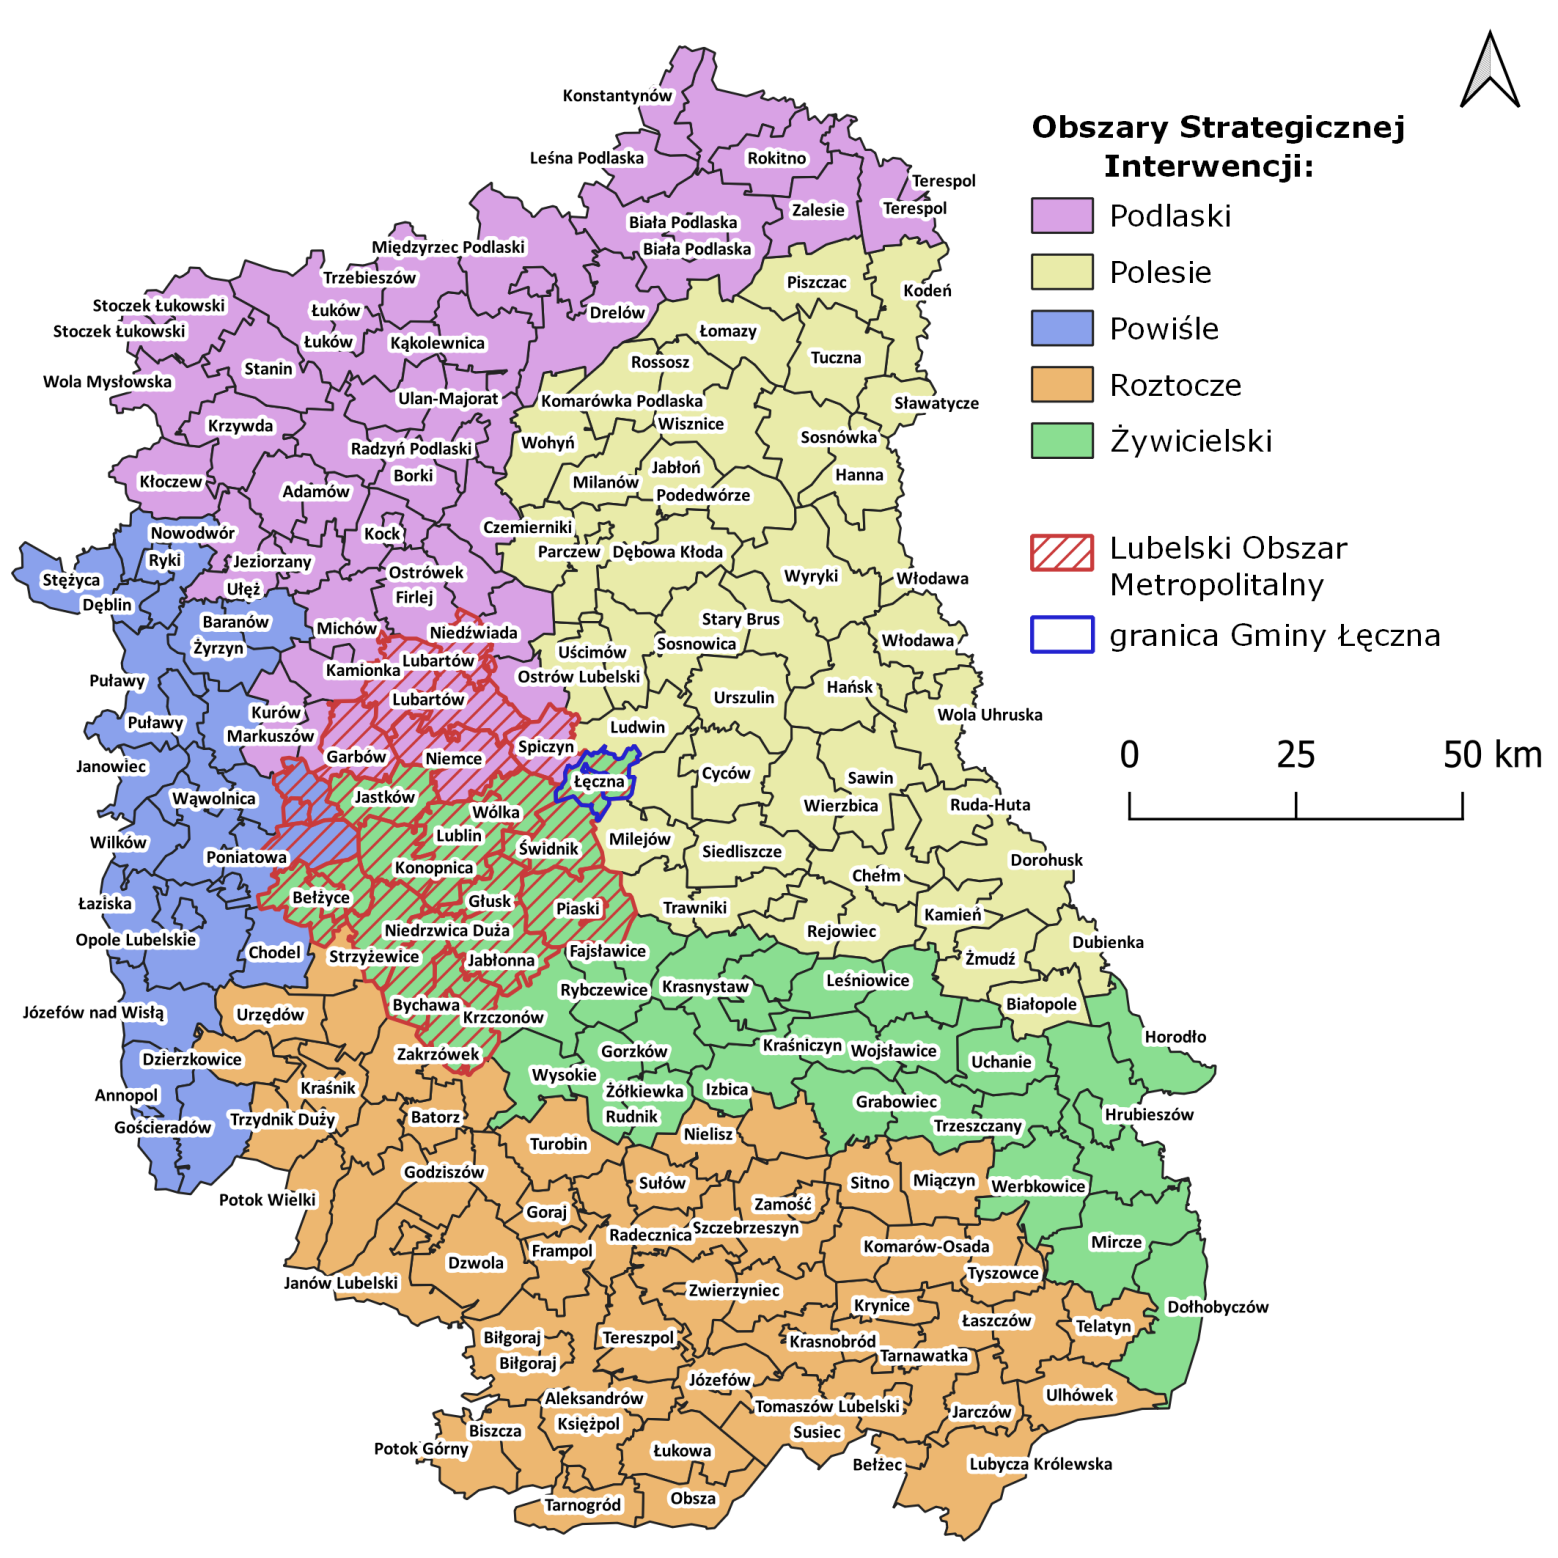 Obszary Strategicznej
Interwencji:
Podlaski
Polesie
Powiśle
Roztocze
Żywicielski
Lubelski Obszar
Metropolitalny
granica Gminy Łęczna
0 25 50 km
Konstantynów
Leśna Podlaska
Rokitno
Terespol
Zalesie
Terespol
Biała Podlaska
Międzyrzec Podlaski
Biała Podlaska
Trzebieszów
Piszczac
Kodeń
Stoczek Łukowski
Łuków
Drelów
Stoczek Łukowski
Łuków
Kąkolewnica
Łomazy
Stanin
Rossosz
Tuczna
Wola Mysłowska
Ulan-Majorat
Komarówka Podlaska
Sławatycze
Krzywda
Wisznice
Radzyń Podlaski
Wohyń
Sosnówka
Kłoczew
Adamów
Borki
Milanów
Jabłoń
Hanna
Podedwórze
Nowodwór
Kock
Czemierniki
Ryki
Jeziorzany
Parczew
Dębowa Kłoda
Stężyca
Ułęż
Ostrówek
Wyryki
Włodawa
Dęblin
Firlej
Baranów
Michów
Niedźwiada
Stary Brus
Żyrzyn
Uścimów
Sosnowica
Włodawa
Kamionka
Lubartów
Puławy
Ostrów Lubelski
Lubartów
Urszulin
Hańsk
Kurów
Puławy
Markuszów
Ludwin
Wola Uhruska
Garbów
Niemce
Spiczyn
Janowiec
Łęczna
Cyców
Sawin
Wąwolnica
Jastków
Wólka
Wierzbica
Ruda-Huta
Wilków
Lublin
Świdnik
Milejów
Siedliszcze
Poniatowa
Konopnica
Dorohusk
Chełm
Łaziska
Bełżyce
Głusk
Piaski
Trawniki
Kamień
Opole Lubelskie
Niedrzwica Duża
Rejowiec
Dubienka
Chodel
Strzyżewice
Jabłonna
Fajsławice
Żmudź
Rybczewice
Krasnystaw
Leśniowice
Józefów nad Wisłą
Urzędów
Bychawa
Krzczonów
Białopole
Horodło
Dzierzkowice
Zakrzówek
Gorzków
Kraśniczyn
Wojsławice
Uchanie
Annopol
Kraśnik
Wysokie
Żółkiewka
Izbica
Gościeradów
Trzydnik Duży
Batorz
Rudnik
Grabowiec
Hrubieszów
Turobin
Nielisz
Trzeszczany
Godziszów
Sułów
Sitno
Miączyn
Werbkowice
Potok Wielki
Goraj
Zamość
Radecznica
Szczebrzeszyn
Mircze
Dzwola
Frampol
Komarów-Osada
Janów Lubelski
Zwierzyniec
Tyszowce
Krynice
Dołhobyczów
Biłgoraj
Tereszpol
Krasnobród
Łaszczów
Telatyn
Biłgoraj
Tarnawatka
Józefów
Aleksandrów
Tomaszów Lubelski
Ulhówek
Biszcza
Księżpol
Susiec
Jarczów
Potok Górny
Łukowa
Bełżec
Lubycza Królewska
Tarnogród
Obsza